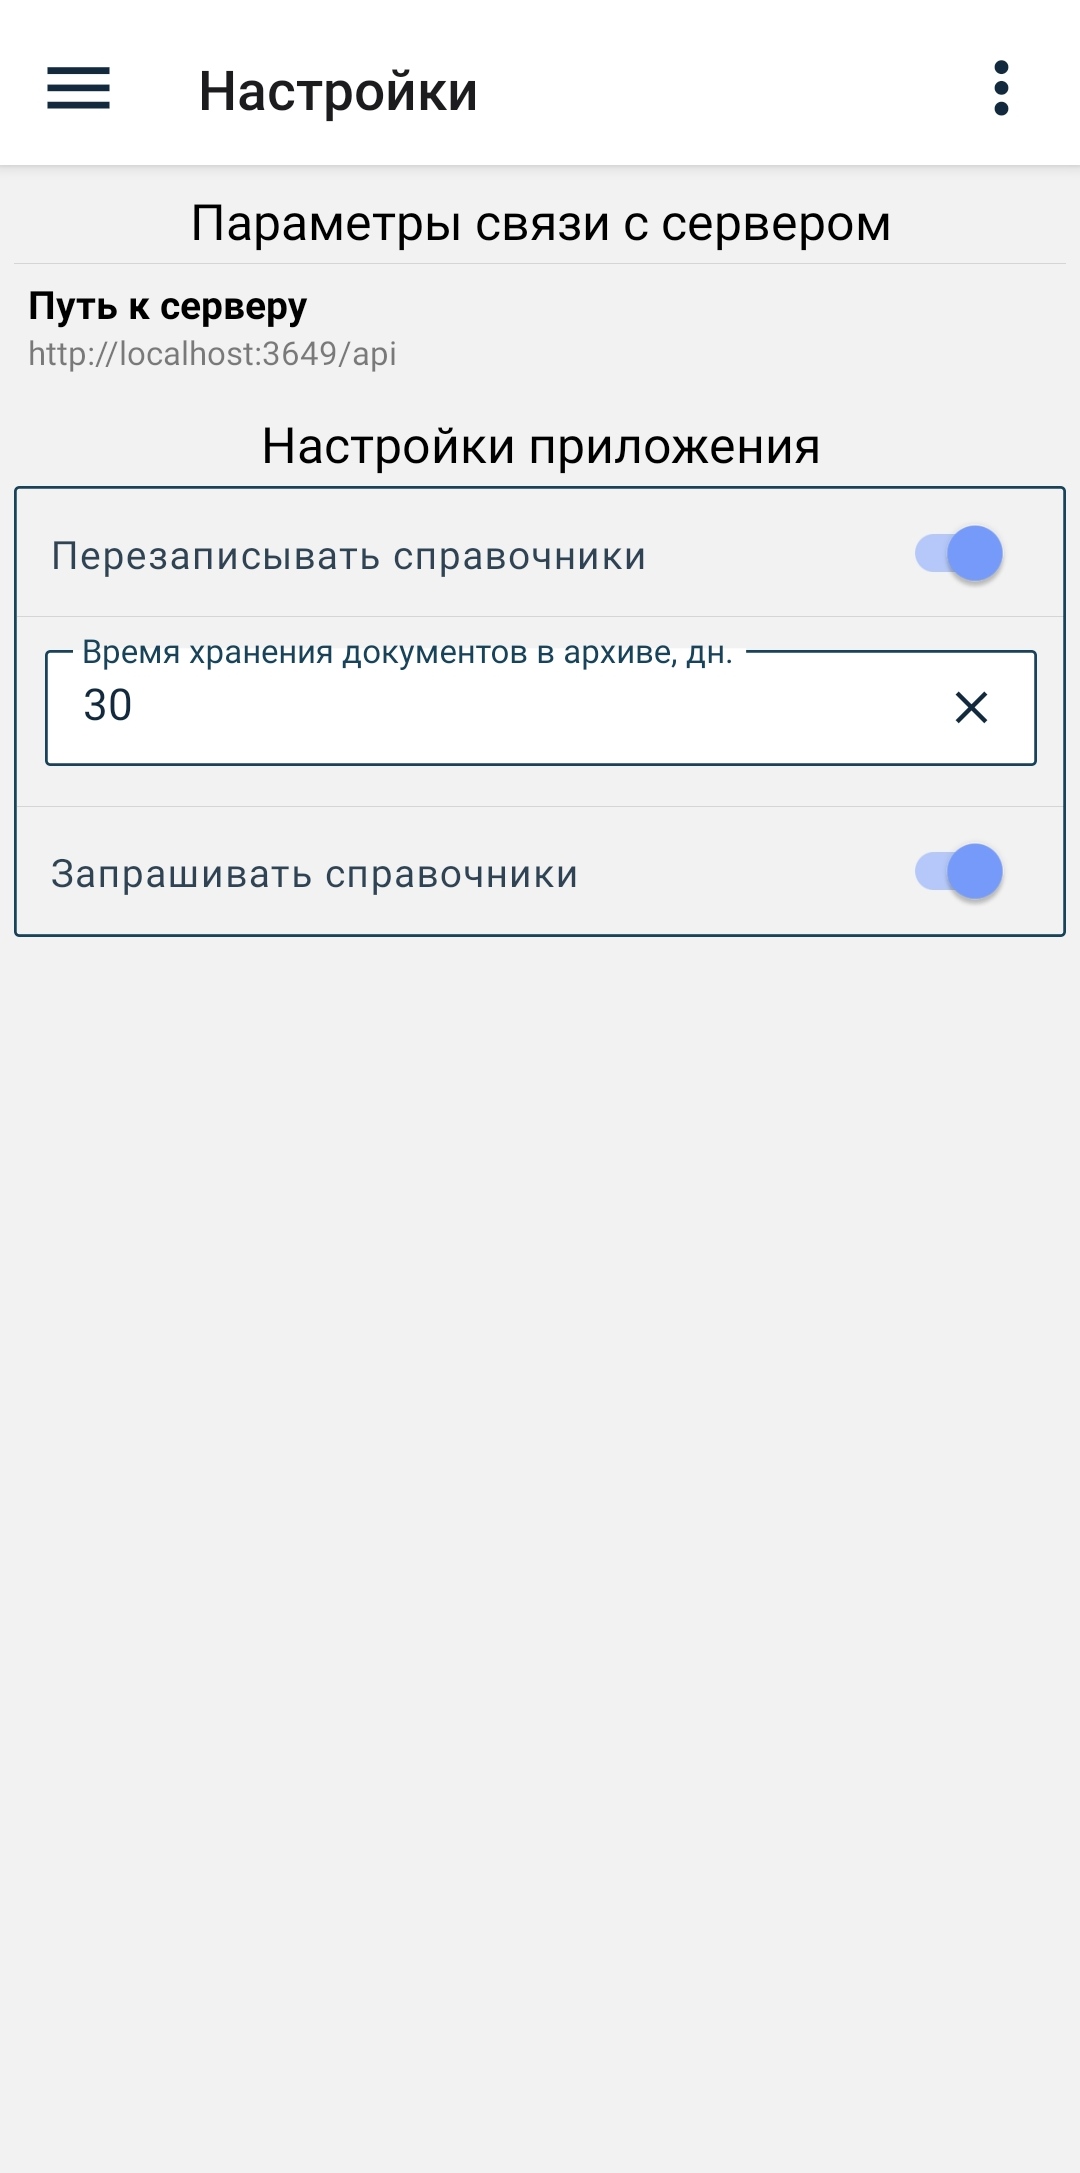 Настройки
Параметры связи с сервером
Путь к серверу
http://localhost:3649/api
Настройки приложения
Перезаписывать справочники
Время хранения документов в архиве, дн.
30
Запрашивать справочники